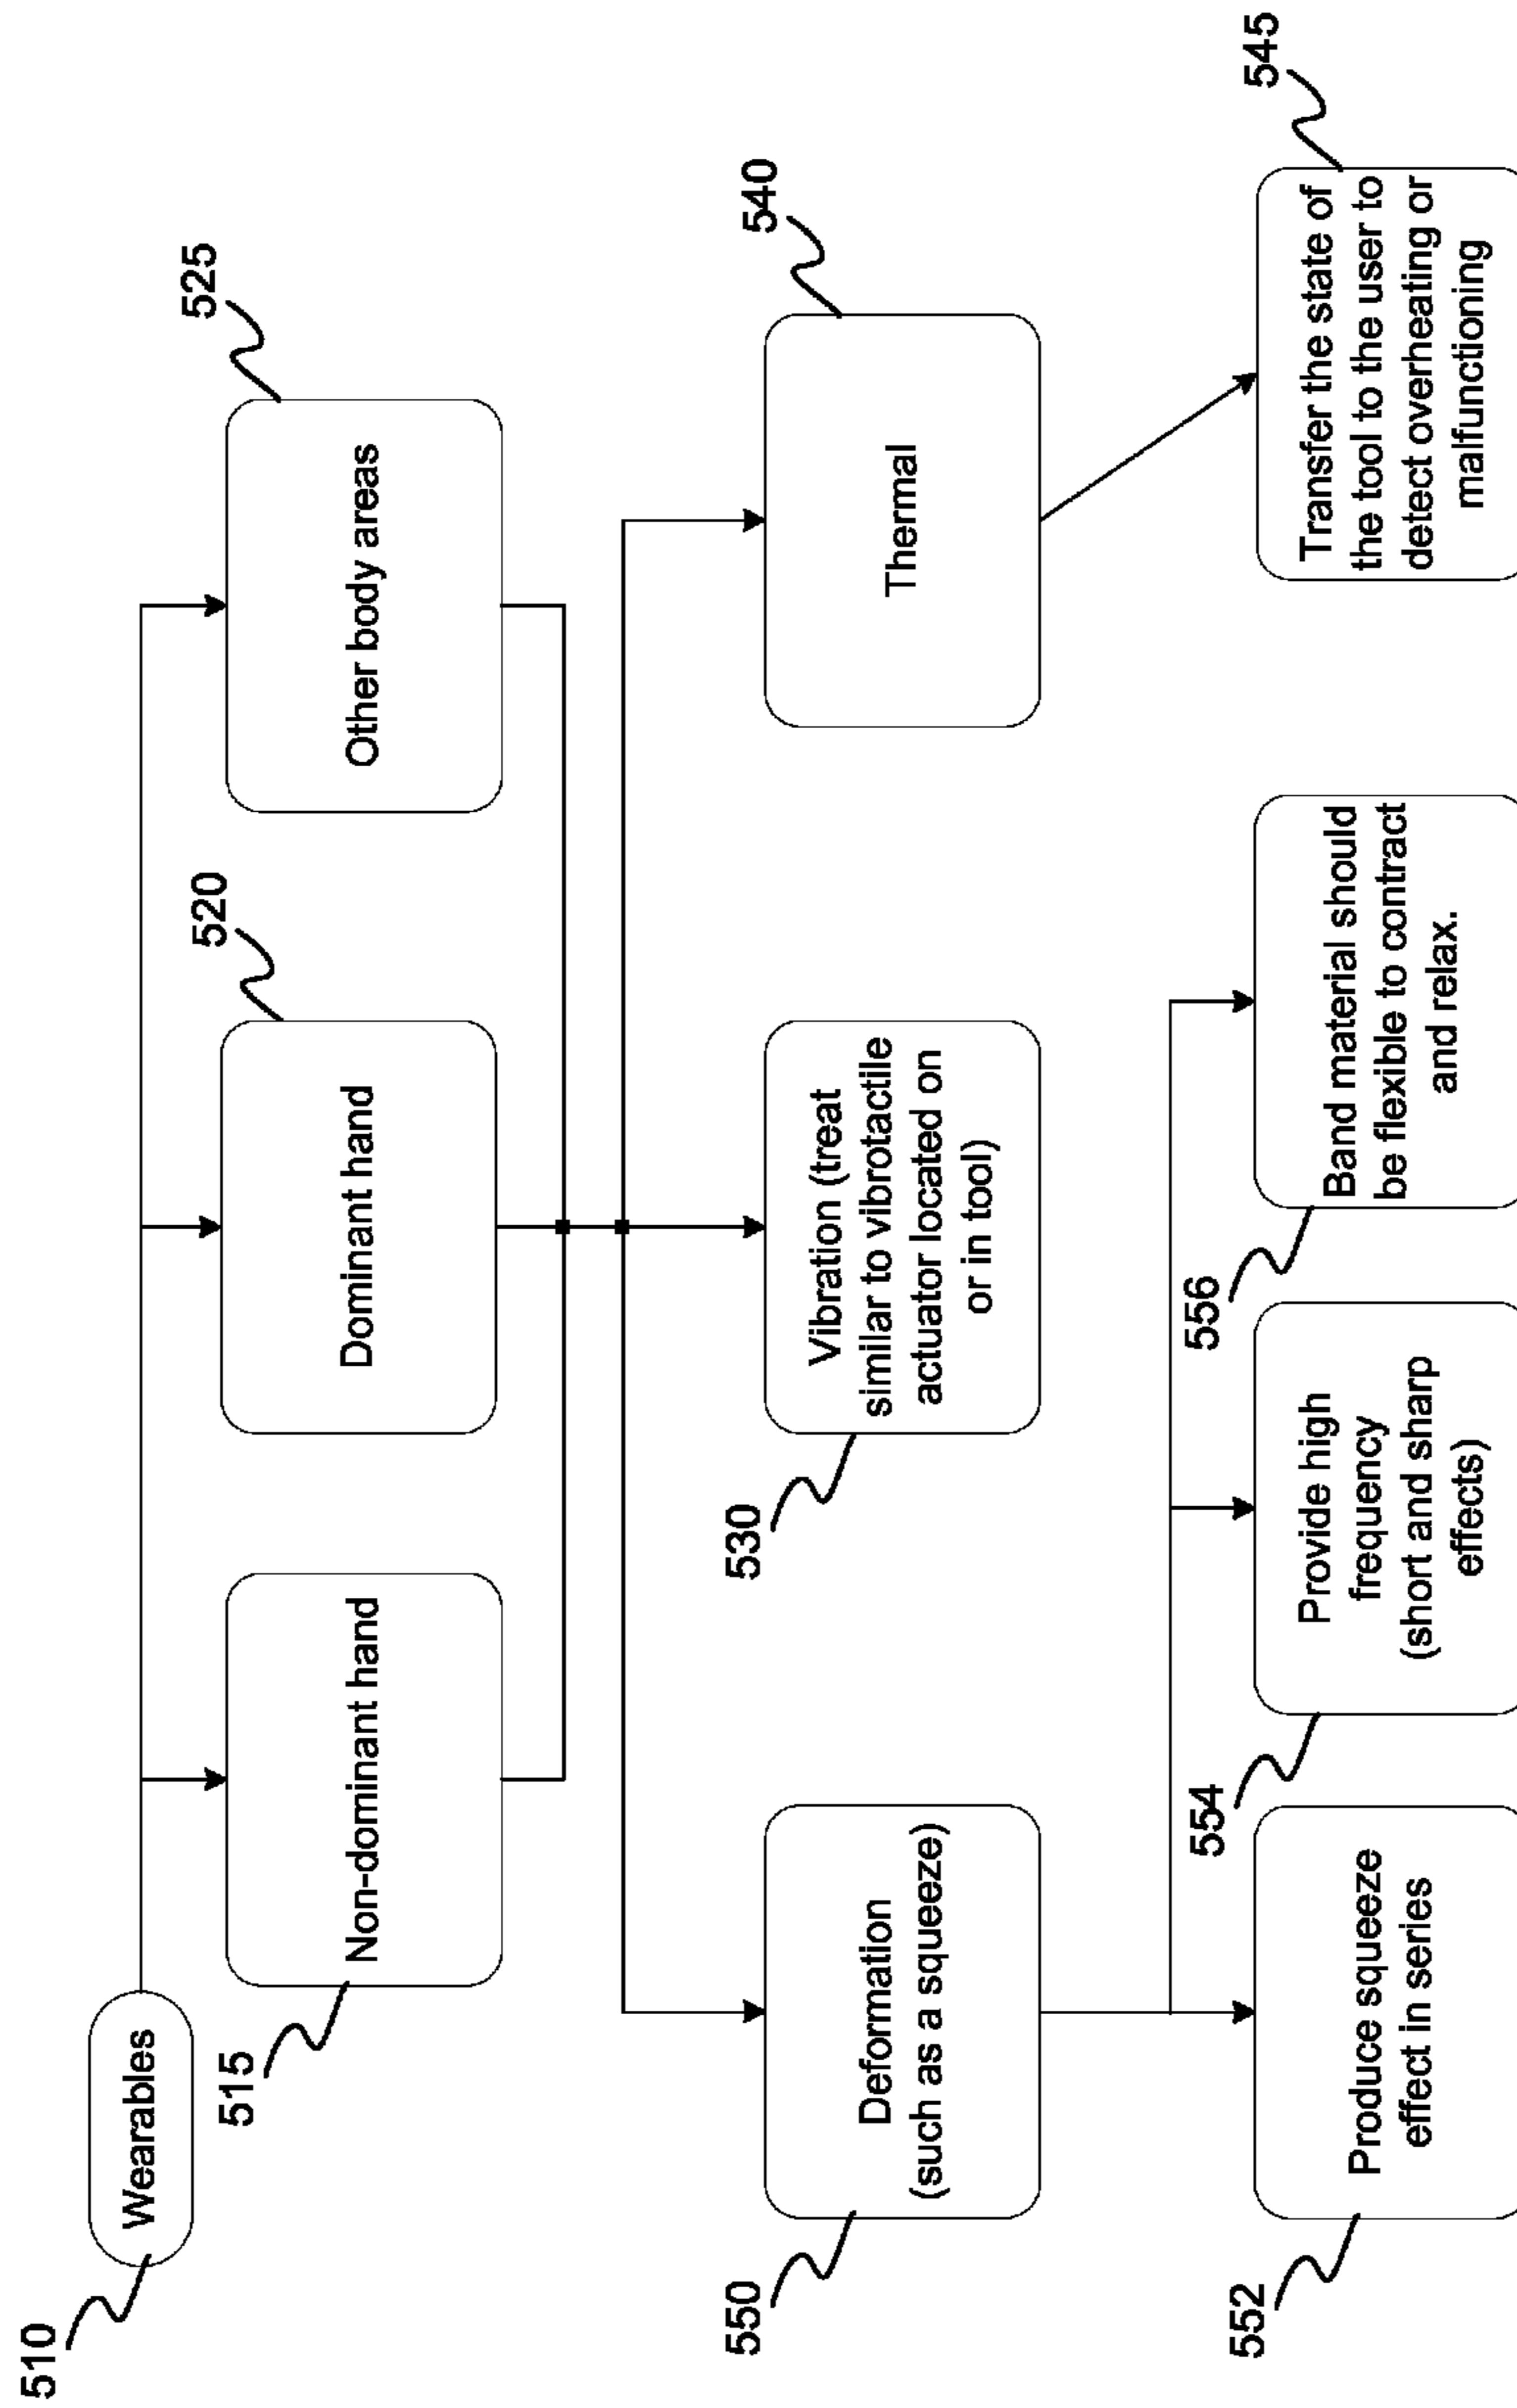 510
Wearables
515
Non-dominant hand
520
Dominant hand
525
Other body areas
550
Deformation
(such as a squeeze)
530
Vibration (treat
similar to vibrotactile
actuator located on
or in tool)
540
Thermal
552
Produce squeeze
effect in series
554
Provide high
frequency
(short and sharp
effects)
556
Band material should
be flexible to contract
and relax.
545
Transfer the state of
the tool to the user to
detect overheating or
malfunctioning